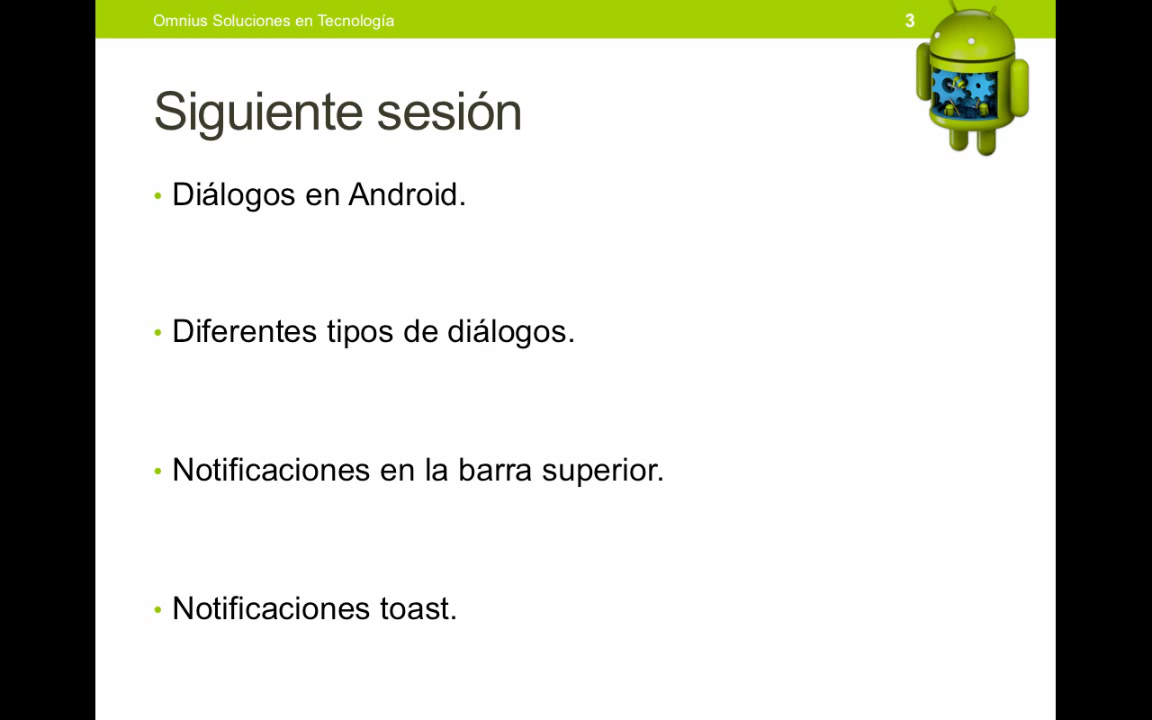 Omnius Soluciones en Tecnología
3
Siguiente sesión
• Diálogos en Android.
• Diferentes tipos de diálogos.
• Notificaciones en la barra superior.
• Notificaciones toast.